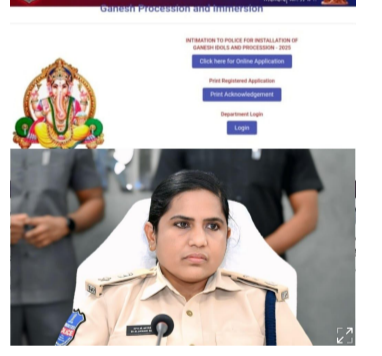 Ganesh Procession and Immersion
INTIMATION TO POLICE FOR INSTALLATION OF
GANESH IDOLS AND PROCESSION - 2025
Click here for Online Application
Print Registered Application
Print Acknowledgement
Department Login
Login